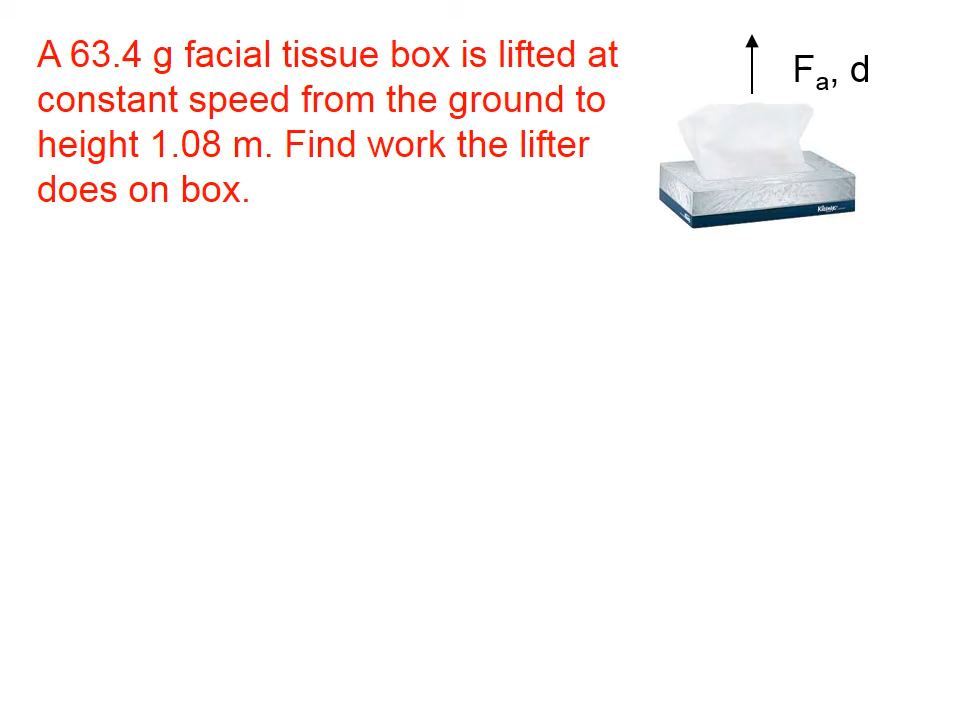 A 63.4 g facial tissue box is lifted at
constant speed from the ground to
height 1.08 m. Find work the lifter
does on box.
Fₐ, d
Kleenex